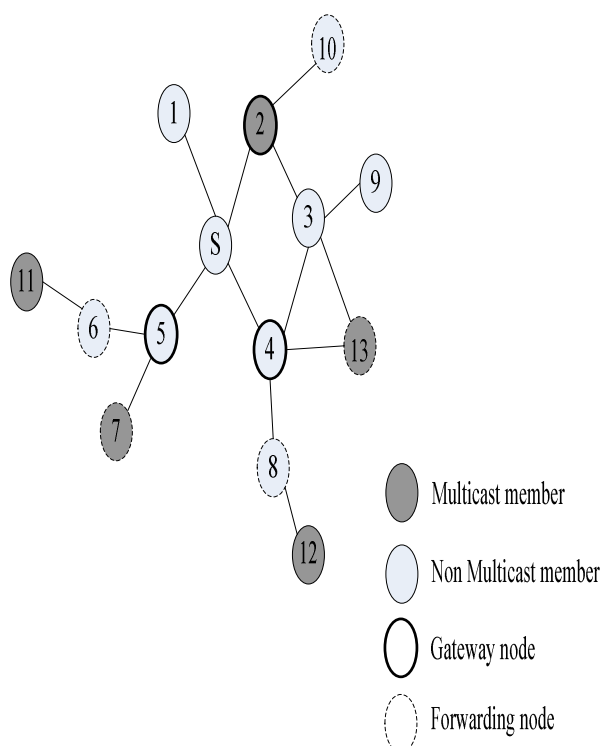 10
1
2
9
3
S
11
6
5
4
13
7
8
12
Multicast member
Non Multicast member
Gateway node
Forwarding node